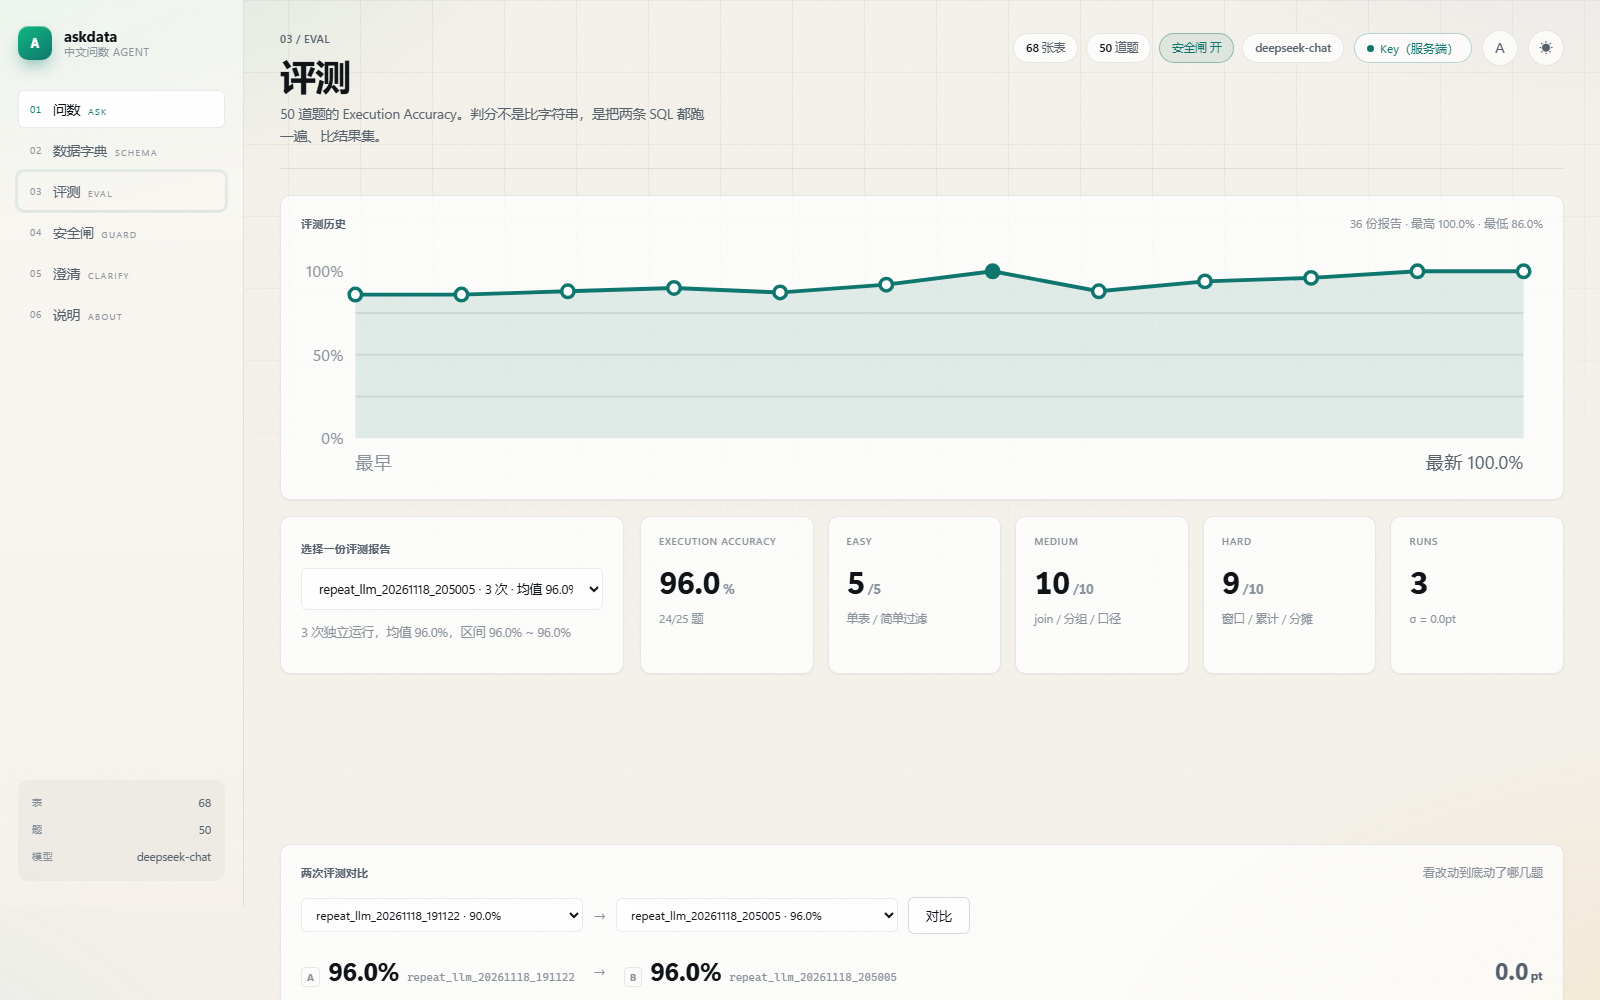 A
askdata
中文问数 AGENT
01 问数 ASK
02 数据字典 SCHEMA
03 评测 EVAL
04 安全闸 GUARD
05 澄清 CLARIFY
06 说明 ABOUT
表 68
题 50
模型 deepseek-chat
03 / EVAL
评测
50 道题的 Execution Accuracy。判分不是比字符串，是把两条 SQL 都跑
一遍、比结果集。
68 张表
50 道题
安全闸 开
deepseek-chat
Key（服务端）
A
评测历史
36 份报告 · 最高 100.0% · 最低 86.0%
100%
50%
0%
最早
最新 100.0%
选择一份评测报告
repeat_llm_20261118_205005 · 3 次 · 均值 96.0%
3 次独立运行，均值 96.0%，区间 96.0% ~ 96.0%
EXECUTION ACCURACY
96.0 %
24/25 题
EASY
5 /5
单表 / 简单过滤
MEDIUM
10 /10
join / 分组 / 口径
HARD
9 /10
窗口 / 累计 / 分摊
RUNS
3
σ = 0.0pt
两次评测对比
看改动到底动了哪几题
repeat_llm_20261118_191122 · 90.0%
→
repeat_llm_20261118_205005 · 96.0%
对比
A 96.0% repeat_llm_20261118_191122
→
B 96.0% repeat_llm_20261118_205005
0.0 pt